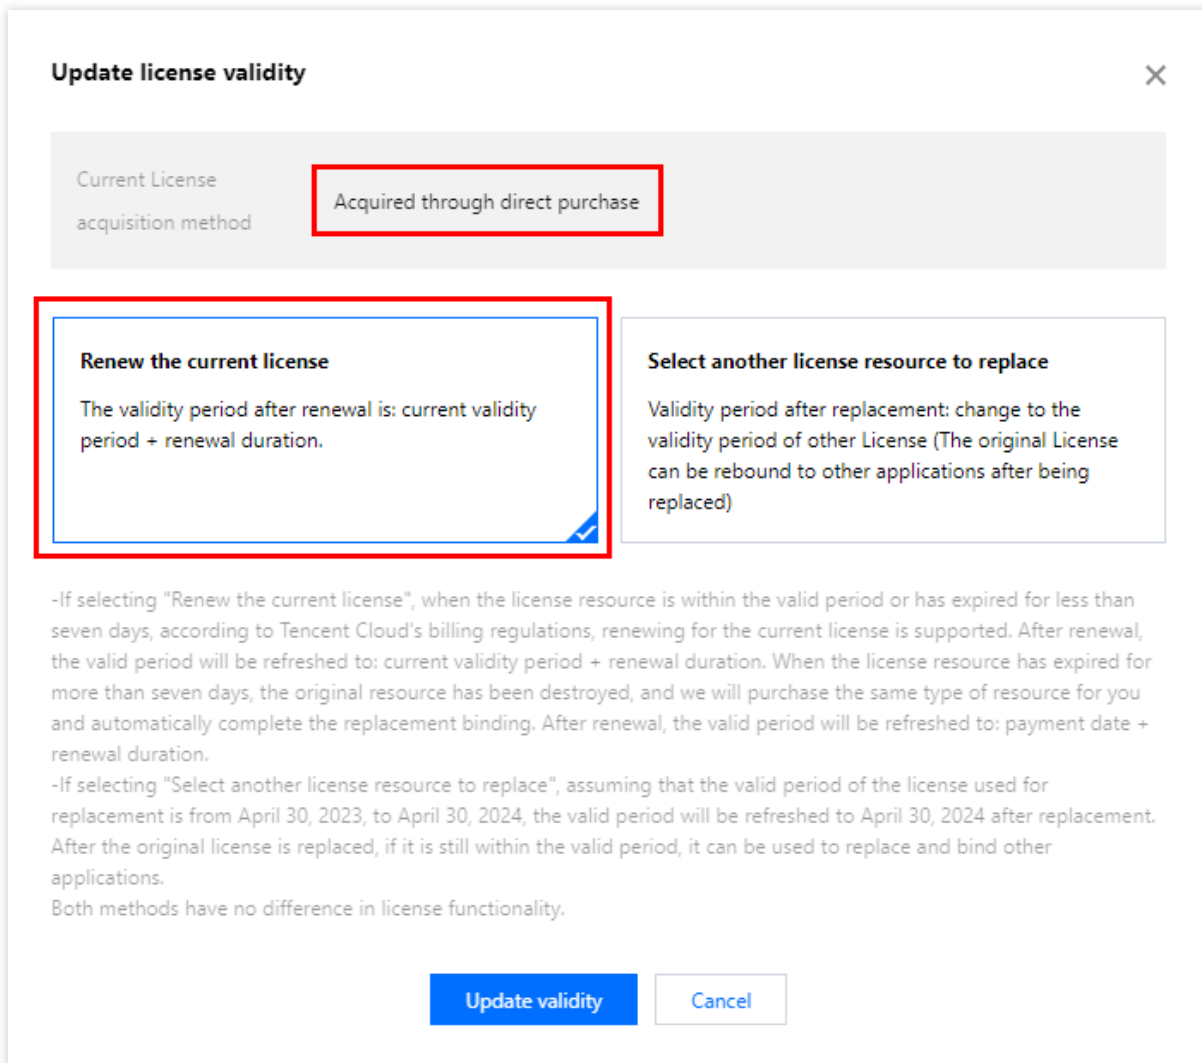 Update license validity
Current License
acquisition method
Acquired through direct purchase
Renew the current license
The validity period after renewal is: current validity
period + renewal duration.
Select another license resource to replace
Validity period after replacement: change to the
validity period of other License (The original License
can be rebound to other applications after being
replaced)
-If selecting "Renew the current license", when the license resource is within the valid period or has expired for less than
seven days, according to Tencent Cloud's billing regulations, renewing for the current license is supported. After renewal,
the valid period will be refreshed to: current validity period + renewal duration. When the license resource has expired for
more than seven days, the original resource has been destroyed, and we will purchase the same type of resource for you
and automatically complete the replacement binding. After renewal, the valid period will be refreshed to: payment date +
renewal duration.
-If selecting "Select another license resource to replace", assuming that the valid period of the license used for
replacement is from April 30, 2023, to April 30, 2024, the valid period will be refreshed to April 30, 2024 after replacement.
After the original license is replaced, if it is still within the valid period, it can be used to replace and bind other
applications.
Both methods have no difference in license functionality.
Update validity
Cancel